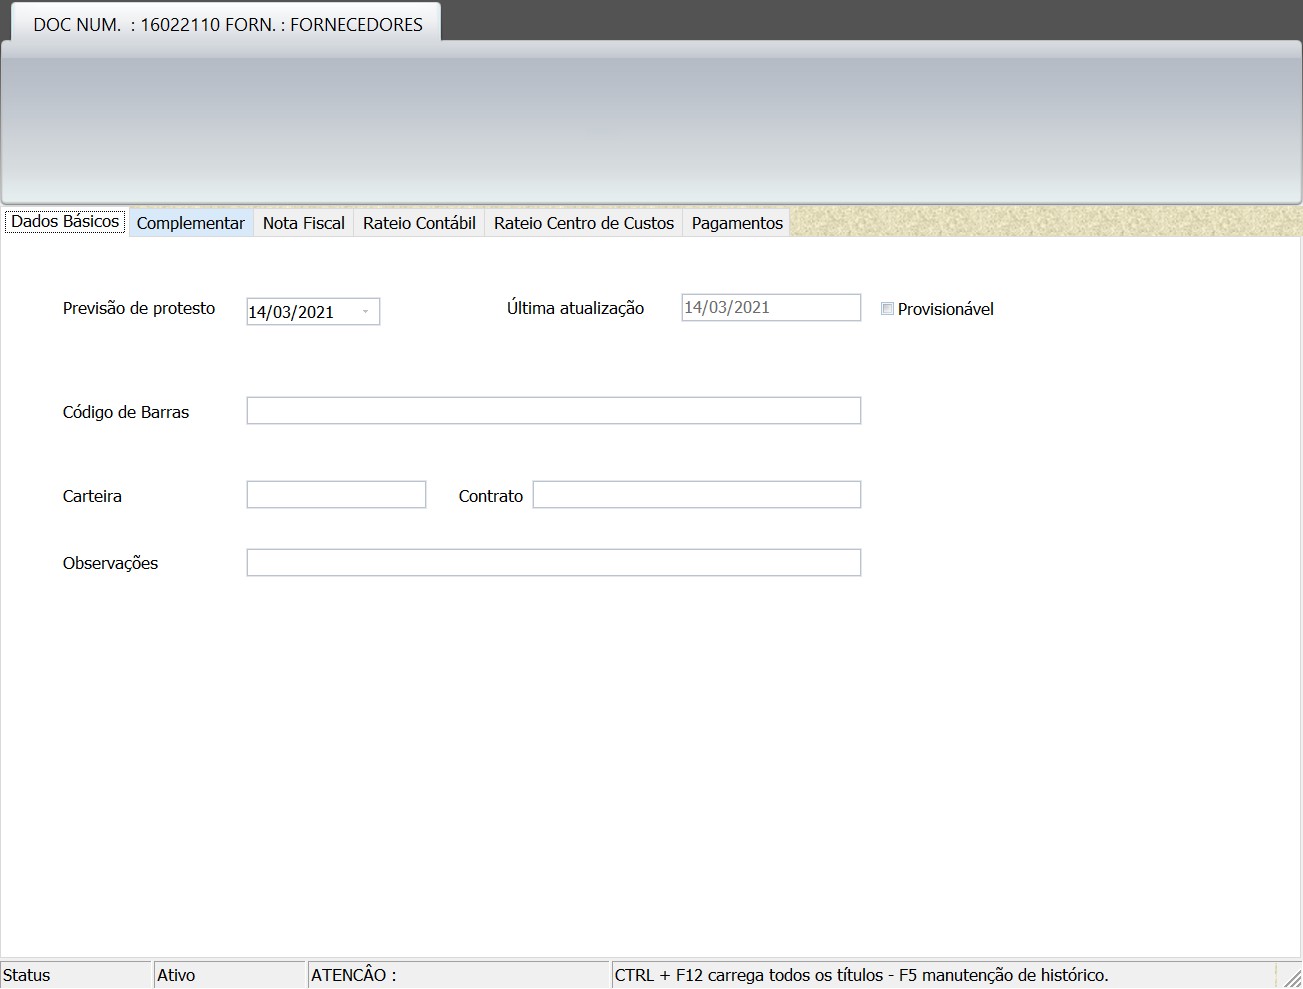 DOC NUM.  : 16022110 FORN. : FORNECEDORES
Dados Básicos Complementar Nota Fiscal Rateio Contábil Rateio Centro de Custos Pagamentos
Previsão de protesto 14/03/2021 Última atualização 14/03/2021 Provisionável
Código de Barras
Carteira Contrato
Observações
Status Ativo ATENCÂO : CTRL + F12 carrega todos os títulos - F5 manutenção de histórico.